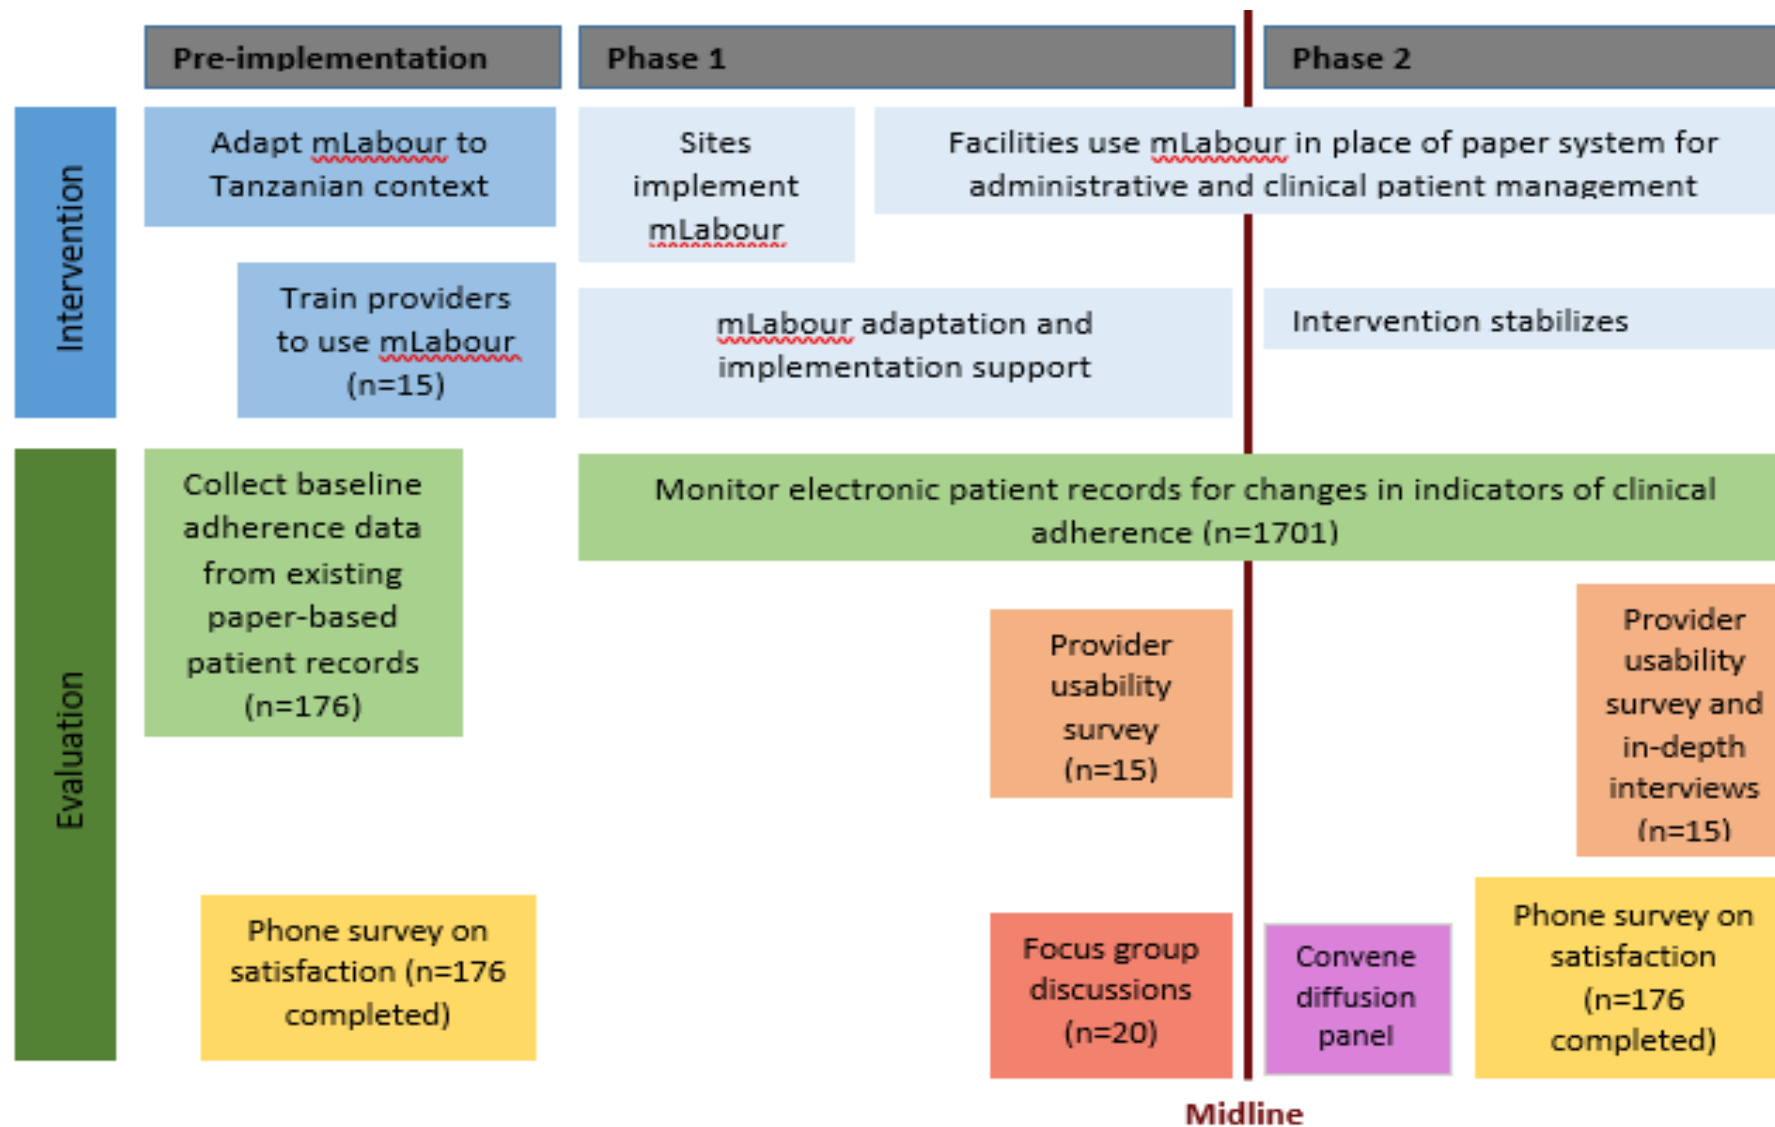 Pre-implementation
Phase 1
Phase 2
Intervention
Adapt mLabour to
Tanzanian context
Sites
implement
mLabour
Facilities use mLabour in place of paper system for
administrative and clinical patient management
Train providers
to use mLabour
(n=15)
mLabour adaptation and
implementation support
Intervention stabilizes
Evaluation
Collect baseline
adherence data
from existing
paper-based
patient records
(n=176)
Monitor electronic patient records for changes in indicators of clinical
adherence (n=1701)
Provider
usability
survey
(n=15)
Provider
usability
survey and
in-depth
interviews
(n=15)
Phone survey on
satisfaction (n=176
completed)
Focus group
discussions
(n=20)
Convene
diffusion
panel
Phone survey on
satisfaction
(n=176
completed)
Midline